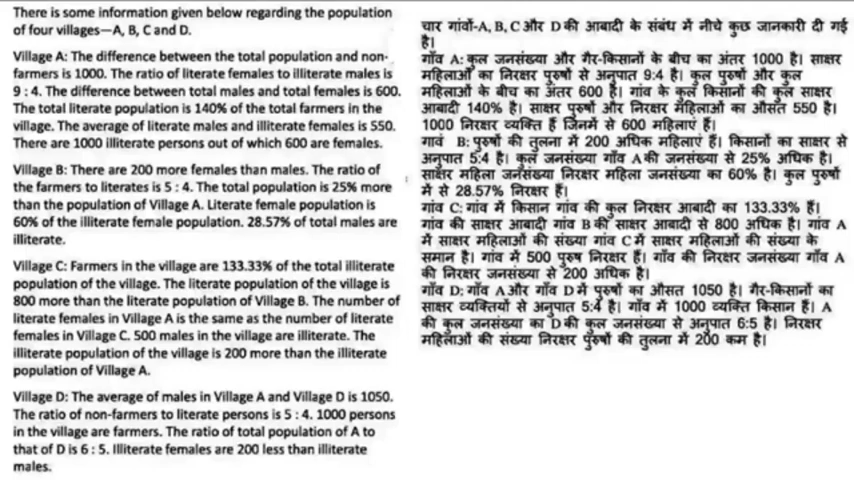 There is some information given below regarding the population
of four villages—A, B, C and D.
Village A: The difference between the total population and non-
farmers is 1000. The ratio of literate females to illiterate males is
9 : 4. The difference between total males and total females is 600.
The total literate population is 140% of the total farmers in the
village. The average of literate males and illiterate females is 550.
There are 1000 illiterate persons out of which 600 are females.
Village B: There are 200 more females than males. The ratio of
the farmers to literates is 5 : 4. The total population is 25% more
than the population of Village A. Literate female population is
60% of the illiterate female population. 28.57% of total males are
illiterate.
Village C: Farmers in the village are 133.33% of the total illiterate
population of the village. The literate population of the village is
800 more than the literate population of Village B. The number of
literate females in Village A is the same as the number of literate
females in Village C. 500 males in the village are illiterate. The
illiterate population of the village is 200 more than the illiterate
population of Village A.
Village D: The average of males in Village A and Village D is 1050.
The ratio of non-farmers to literate persons is 5 : 4. 1000 persons
in the village are farmers. The ratio of total population of A to
that of D is 6 : 5. Illiterate females are 200 less than illiterate
males.
चार गांवों-A, B, C और D की आबादी के संबंध में नीचे कुछ जानकारी दी गई
है।
गाँव A: कुल जनसंख्या और गैर-किसानों के बीच का अंतर 1000 है। साक्षर
महिलाओं का निरक्षर पुरुषों से अनुपात 9:4 है। कुल पुरुषों और कुल
महिलाओं के बीच का अंतर 600 है। गांव के कुल किसानों की कुल साक्षर
आबादी 140% है। साक्षर पुरुषों और निरक्षर महिलाओं का औसत 550 है।
1000 निरक्षर व्यक्ति हैं जिनमें से 600 महिलाएं हैं।
गावं B: पुरुषों की तुलना में 200 अधिक महिलाएं हैं। किसानों का साक्षर से
अनुपात 5:4 है। कुल जनसंख्या गाँव A की जनसंख्या से 25% अधिक है।
साक्षर महिला जनसंख्या निरक्षर महिला जनसंख्या का 60% है। कुल पुरुषों
में से 28.57% निरक्षर हैं।
गांव C: गांव में किसान गांव की कुल निरक्षर आबादी का 133.33% हैं।
गांव की साक्षर आबादी गांव B की साक्षर आबादी से 800 अधिक है। गांव A
में साक्षर महिलाओं की संख्या गांव C में साक्षर महिलाओं की संख्या के
समान है। गांव में 500 पुरुष निरक्षर हैं। गाँव की निरक्षर जनसंख्या गाँव A
की निरक्षर जनसंख्या से 200 अधिक है।
गांव D: गाँव A और गाँव D में पुरुषों का औसत 1050 है। गैर-किसानों का
साक्षर व्यक्तियों से अनुपात 5:4 है। गांव में 1000 व्यक्ति किसान हैं। A
की कुल जनसंख्या का D की कुल जनसंख्या से अनुपात 6:5 है। निरक्षर
महिलाओं की संख्या निरक्षर पुरुषों की तुलना में 200 कम है।